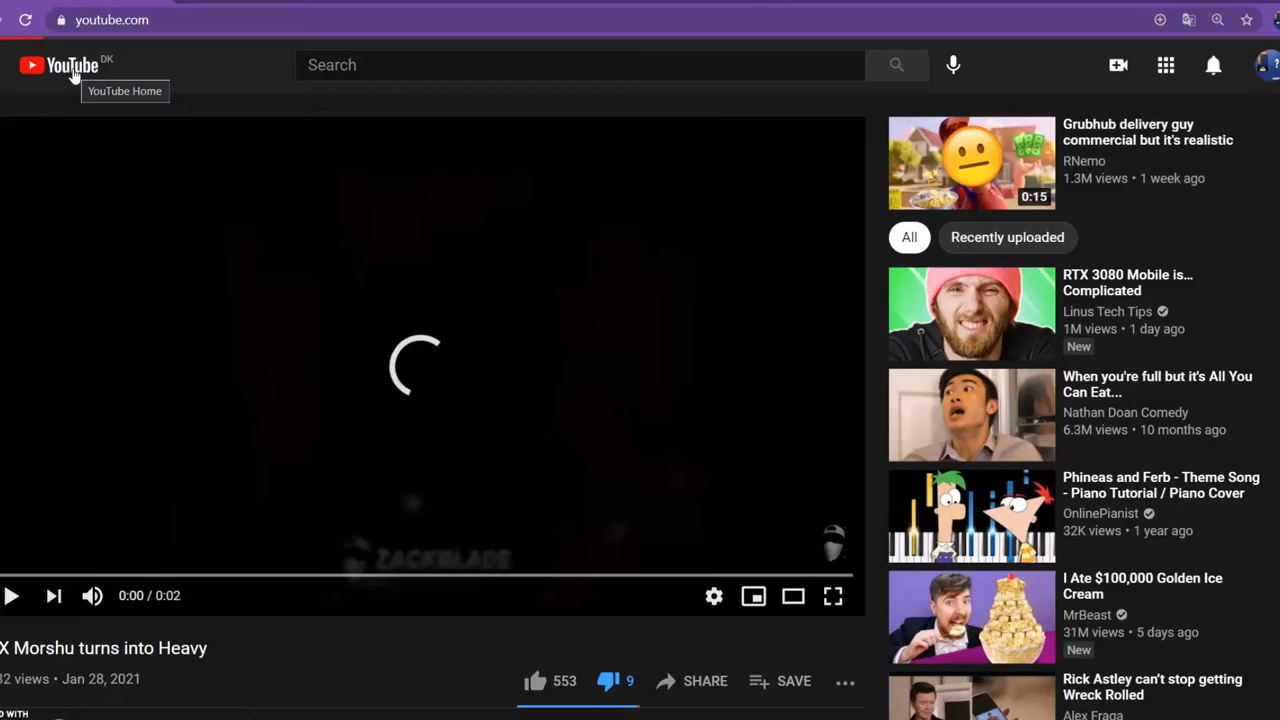 youtube.com
YouTube DK
Search
YouTube Home
Grubhub delivery guy
commercial but it's realistic
RNemo
1.3M views • 1 week ago
0:15
All
Recently uploaded
RTX 3080 Mobile is...
Complicated
Linus Tech Tips
1M views • 1 day ago
New
When you're full but it's All You
Can Eat...
Nathan Doan Comedy
6.3M views • 10 months ago
Phineas and Ferb - Theme Song
- Piano Tutorial / Piano Cover
OnlinePianist
32K views • 1 year ago
I Ate $100,000 Golden Ice
Cream
MrBeast
31M views • 5 days ago
New
Rick Astley can't stop getting
Wreck Rolled
Alex Fraga
ZACKBLADE
0:00 / 0:02
X Morshu turns into Heavy
32 views • Jan 28, 2021
553
9
SHARE
SAVE
D WITH